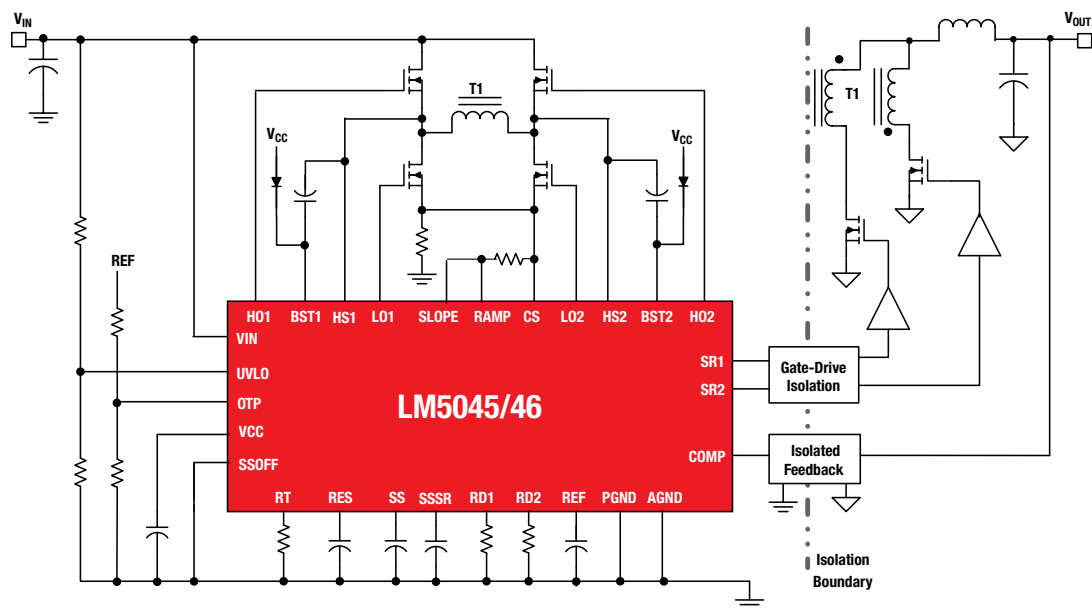 VIN
VOUT
T1
T1
VCC
VCC
REF
HO1 BST1 HS1 LO1 SLOPE RAMP CS LO2 HS2 BST2 HO2
VIN
UVLO
OTP
VCC
SSOFF
LM5045/46
SR1
SR2
COMP
Gate-Drive
Isolation
Isolated
Feedback
RT RES SS SSSR RD1 RD2 REF PGND AGND
Isolation
Boundary